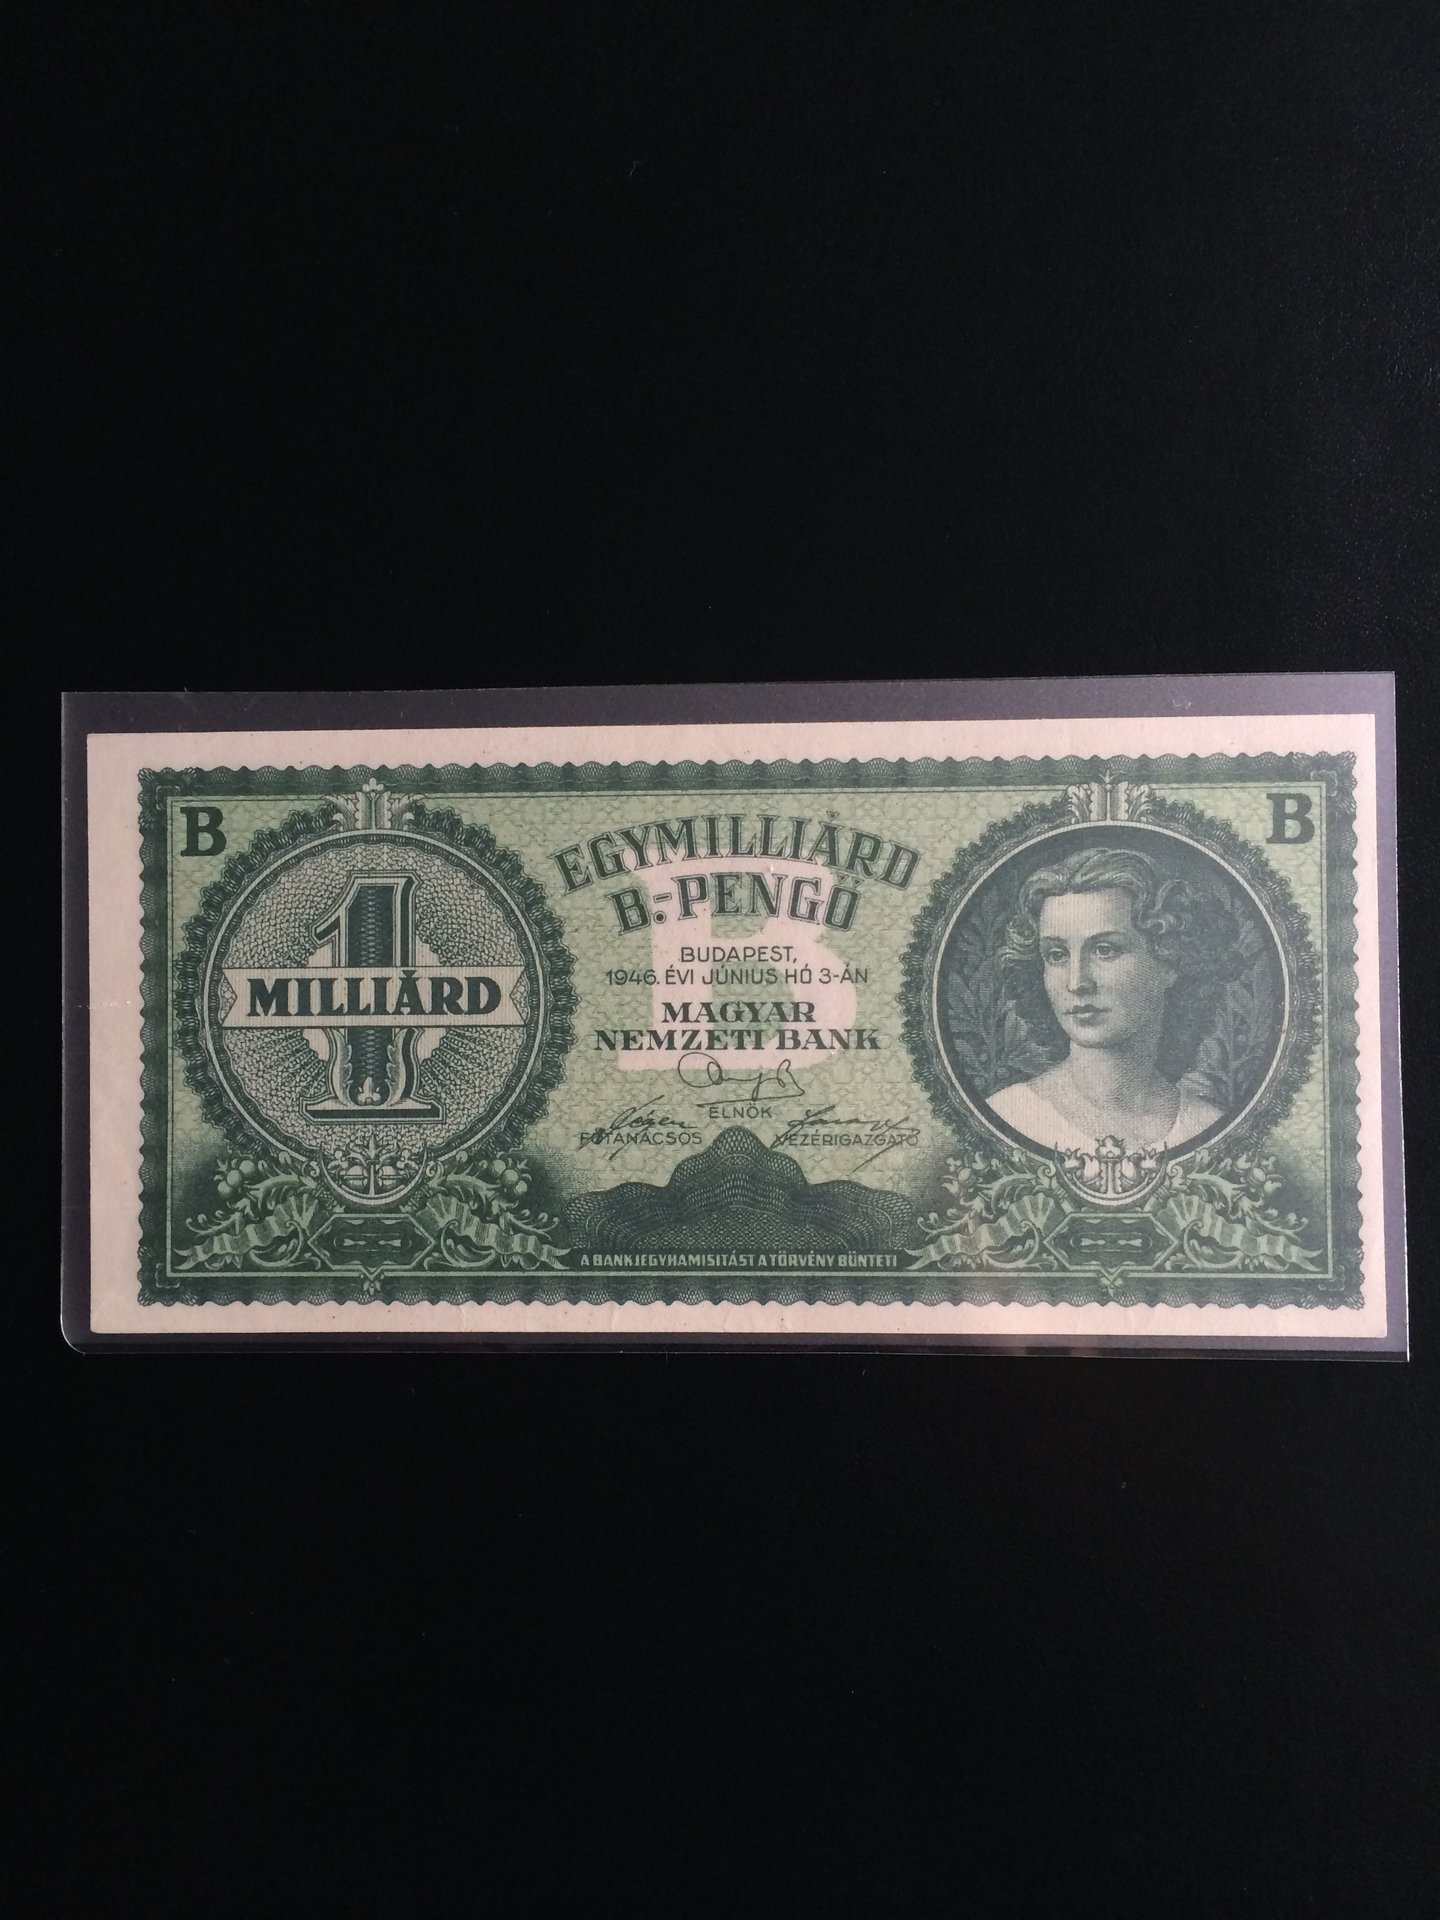 B
B
EGYMILLIÁRD
B.-PENGŐ
B
1
MILLIÁRD
BUDAPEST,
1946. ÉVI JÚNIUS HÓ 3-ÁN
MAGYAR
NEMZETI BANK
ELNÖK
FŐTANÁCSOS VEZÉRIGAZGATÓ
A BANKJEGYHAMISITÁST A TÖRVÉNY BÜNTETI